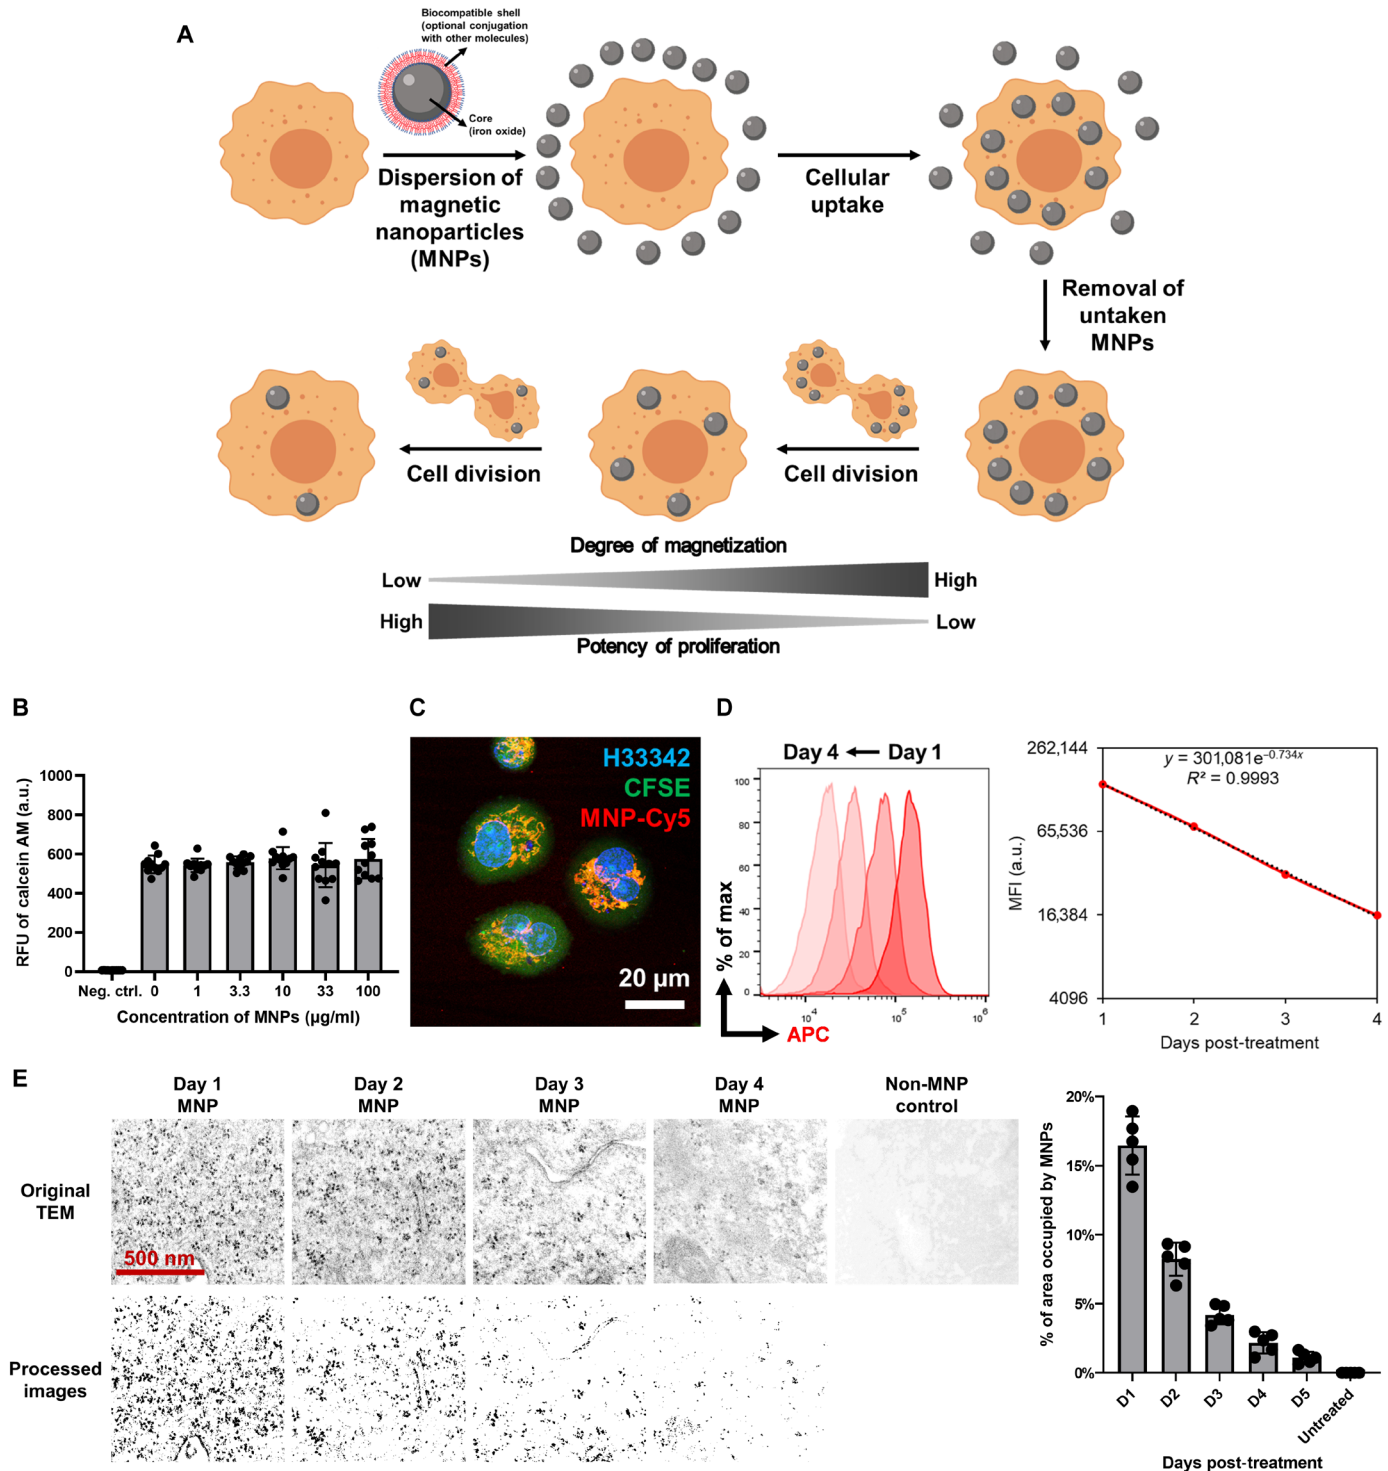 A
Biocompatible shell
(optional conjugation
with other molecules)
Core
(iron oxide)
Dispersion of
magnetic
nanoparticles
(MNPs)
Cellular
uptake
Removal of
untaken
MNPs
Cell division
Cell division
Degree of magnetization
Low
High
High
Low
Potency of proliferation
B
RFU of calcein AM (a.u.)
1000
800
600
400
200
0
Neg. ctrl.
0
1
3.3
10
33
100
Concentration of MNPs (µg/ml)
C
H33342
CFSE
MNP-Cy5
20 µm
D
Day 4 ← Day 1
% of max
100
80
60
40
20
0
10⁴
10⁵
10⁶
APC
MFI (a.u.)
262,144
65,536
16,384
4096
y = 301,081e⁻⁰·⁷³⁴ˣ
R² = 0.9993
1
2
3
4
Days post-treatment
E
Day 1
MNP
Day 2
MNP
Day 3
MNP
Day 4
MNP
Non-MNP
control
Original
TEM
500 nm
Processed
images
% of area occupied by MNPs
20%
15%
10%
5%
0%
D1
D2
D3
D4
D5
Untreated
Days post-treatment